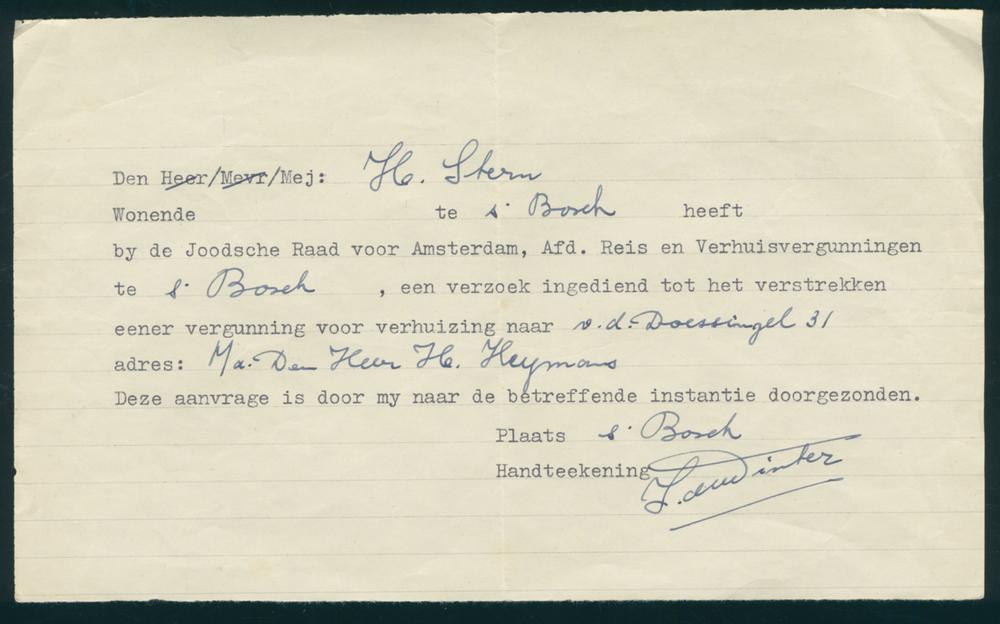 Den Heer/Mevr/Mej: H. Stern
Wonende te s' Bosch heeft
by de Joodsche Raad voor Amsterdam, Afd. Reis en Verhuisvergunningen
te s' Bosch , een verzoek ingediend tot het verstrekken
eener vergunning voor verhuizing naar v.d. Doessingel 31
adres: Den Heer H. Heymans
Deze aanvrage is door my naar de betreffende instantie doorgezonden.
Plaats s' Bosch
Handteekening